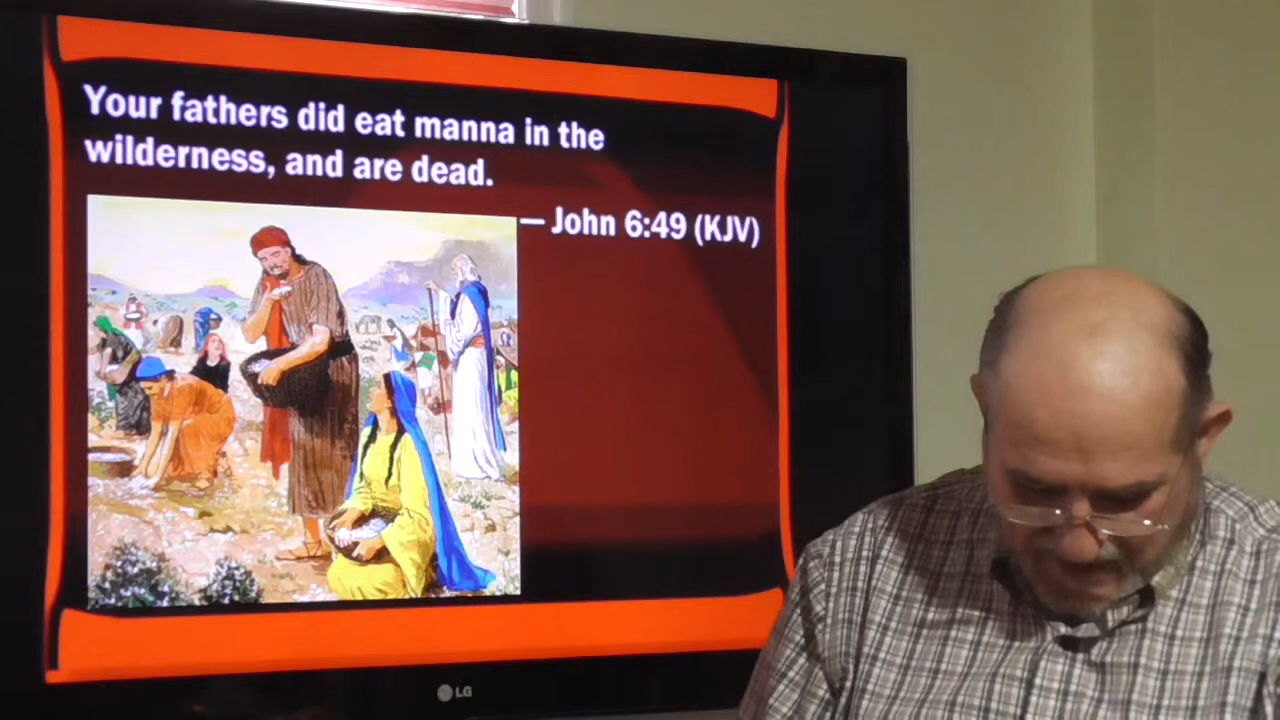 Your fathers did eat manna in the
wilderness, and are dead.
— John 6:49 (KJV)
LG